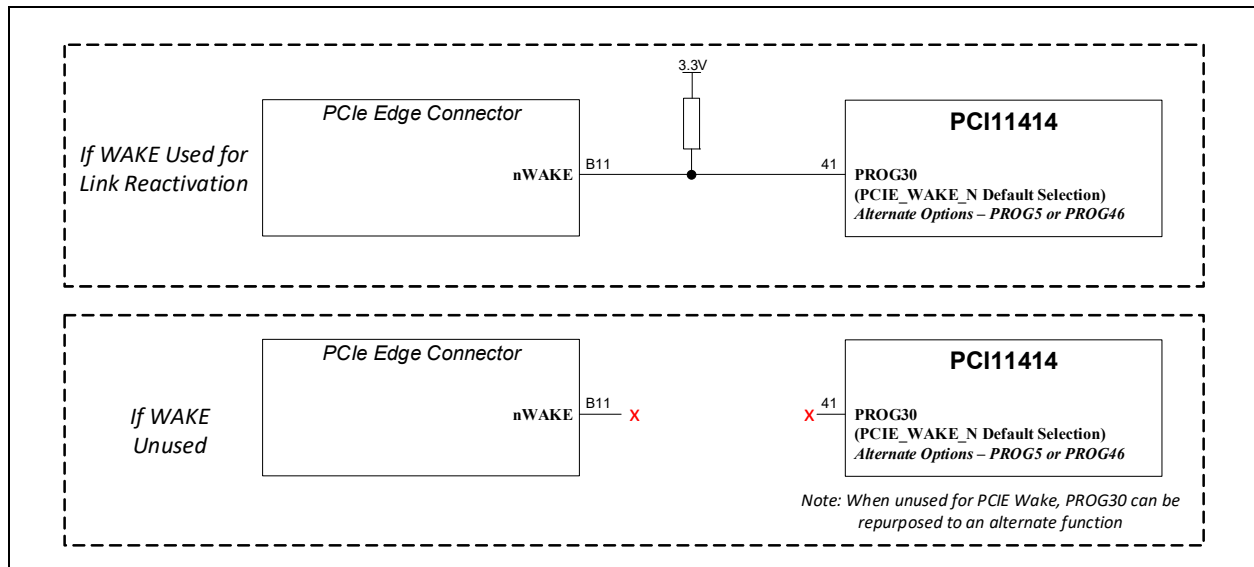 3.3V
PCIe Edge Connector
PCI11414
If WAKE Used for
Link Reactivation
nWAKE
B11
41
PROG30
(PCIE_WAKE_N Default Selection)
Alternate Options – PROG5 or PROG46
PCIe Edge Connector
PCI11414
If WAKE
Unused
nWAKE
B11
X
X
41
PROG30
(PCIE_WAKE_N Default Selection)
Alternate Options – PROG5 or PROG46
Note: When unused for PCIE Wake, PROG30 can be
repurposed to an alternate function